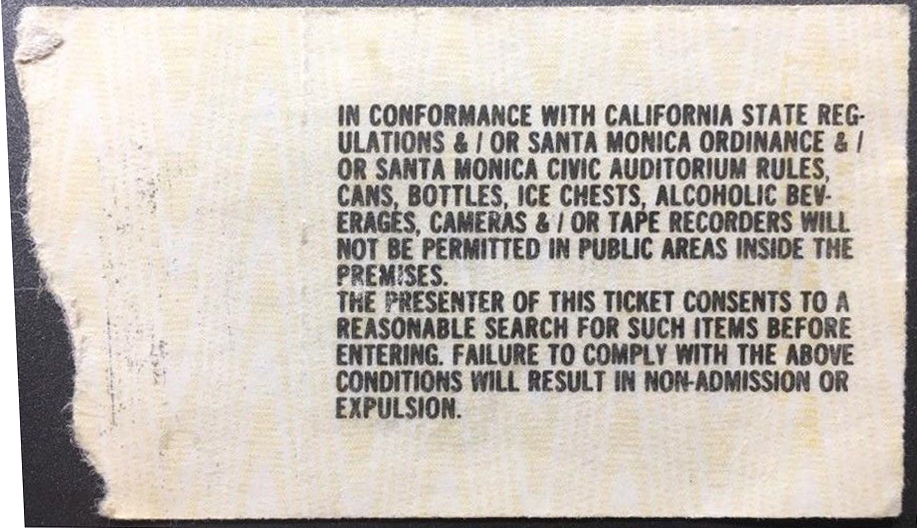 IN CONFORMANCE WITH CALIFORNIA STATE REG-
ULATIONS & / OR SANTA MONICA ORDINANCE & /
OR SANTA MONICA CIVIC AUDITORIUM RULES,
CANS, BOTTLES, ICE CHESTS, ALCOHOLIC BEV-
ERAGES, CAMERAS & / OR TAPE RECORDERS WILL
NOT BE PERMITTED IN PUBLIC AREAS INSIDE THE
PREMISES.
THE PRESENTER OF THIS TICKET CONSENTS TO A
REASONABLE SEARCH FOR SUCH ITEMS BEFORE
ENTERING. FAILURE TO COMPLY WITH THE ABOVE
CONDITIONS WILL RESULT IN NON-ADMISSION OR
EXPULSION.